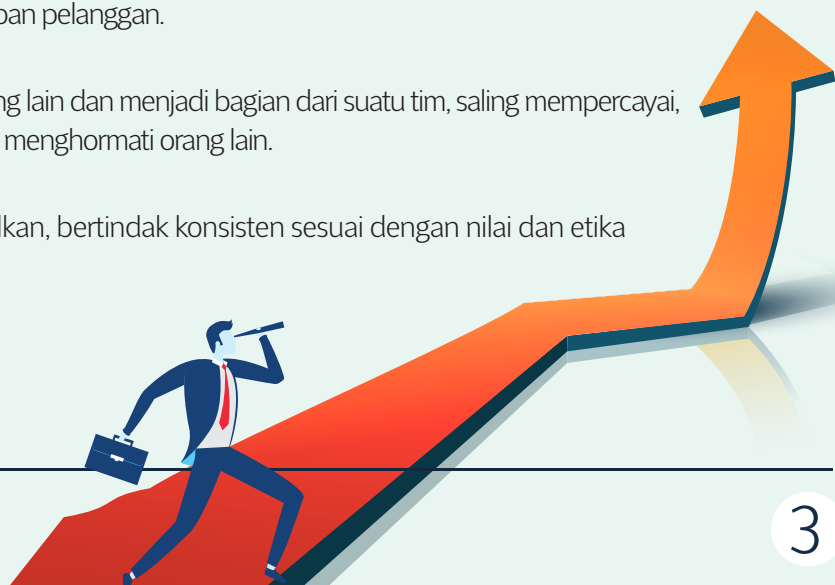 pan pelanggan.
ng lain dan menjadi bagian dari suatu tim, saling mempercayai,
menghormati orang lain.
lkan, bertindak konsisten sesuai dengan nilai dan etika
3